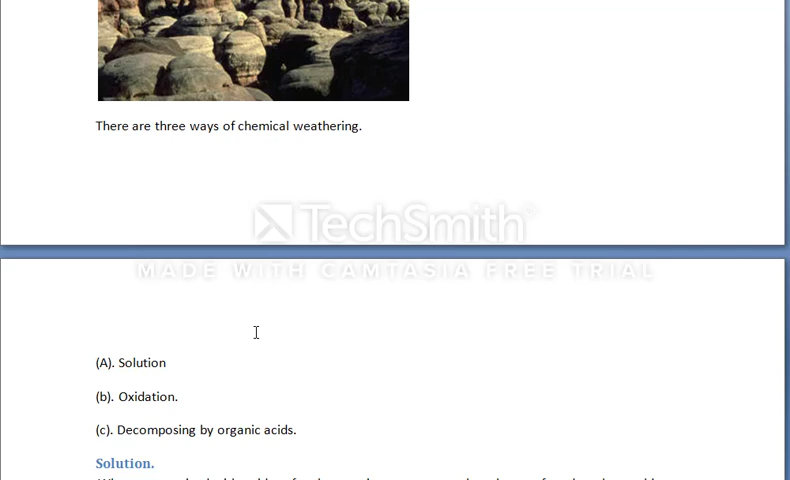 There are three ways of chemical weathering.
TechSmith
MADE WITH CAMTASIA FREE TRIAL
(A). Solution
(b). Oxidation.
(c). Decomposing by organic acids.
Solution.